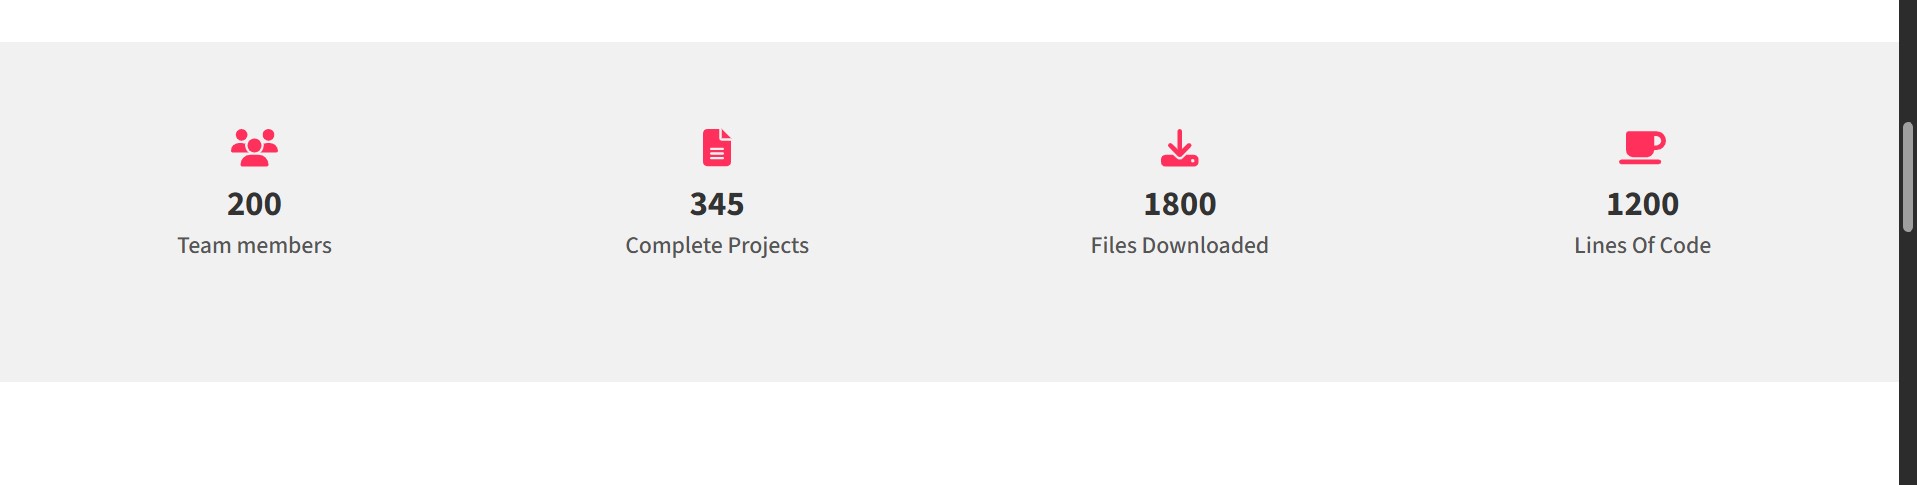 200
Team members
345
Complete Projects
1800
Files Downloaded
1200
Lines Of Code